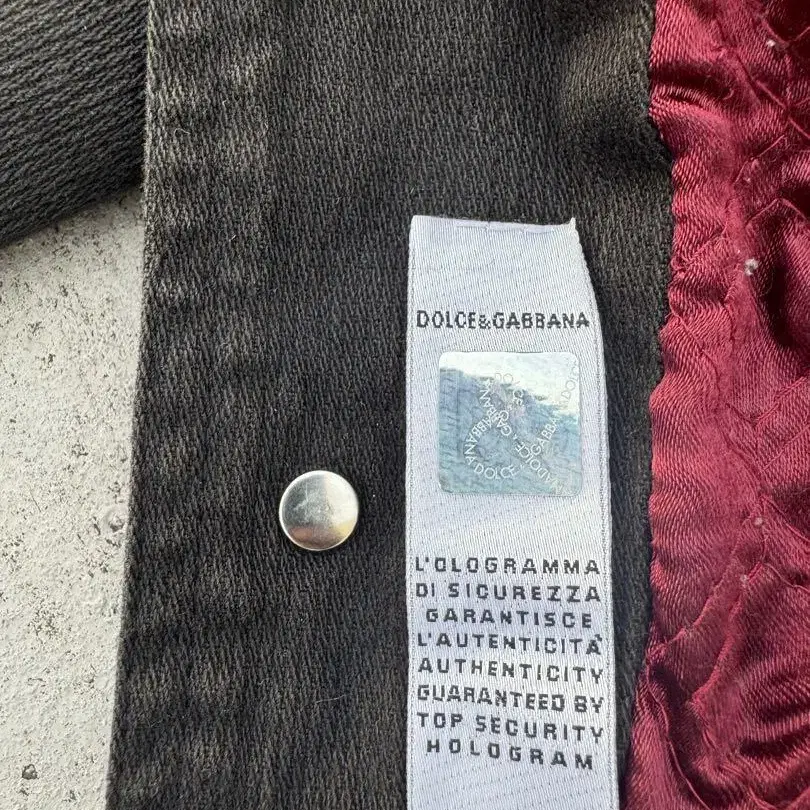 DOLCE&GABBANA
L'OLOGRAMMA
DI SICUREZZA
GARANTISCE
L'AUTENTICITÀ
AUTHENTICITY
GUARANTEED BY
TOP SECURITY
HOLOGRAM